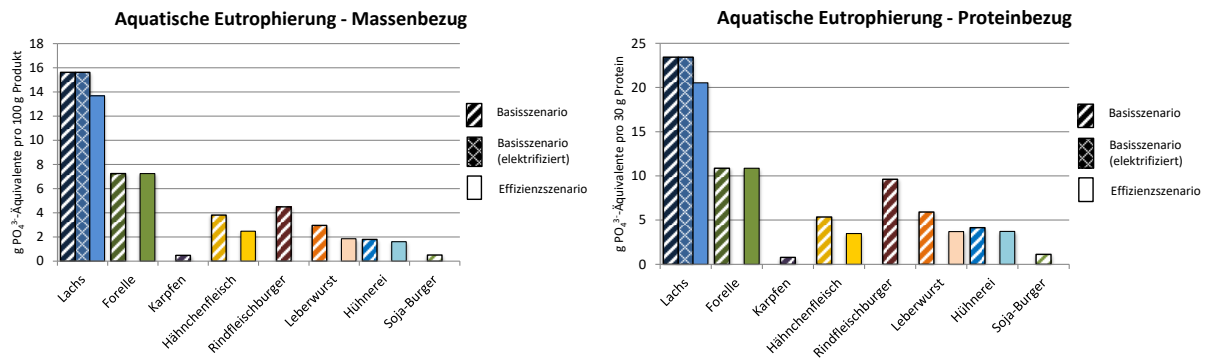 Aquatische Eutrophierung - Massenbezug
g PO₄³⁻-Äquivalente pro 100 g Produkt
18
16
14
12
10
8
6
4
2
0
Lachs
Forelle
Karpfen
Hähnchenfleisch
Rindfleischburger
Leberwurst
Hühnerei
Soja-Burger
Basisszenario
Basisszenario
(elektrifiziert)
Effizienzszenario
Aquatische Eutrophierung - Proteinbezug
g PO₄³⁻-Äquivalente pro 30 g Protein
25
20
15
10
5
0
Lachs
Forelle
Karpfen
Hähnchenfleisch
Rindfleischburger
Leberwurst
Hühnerei
Soja-Burger
Basisszenario
Basisszenario
(elektrifiziert)
Effizienzszenario